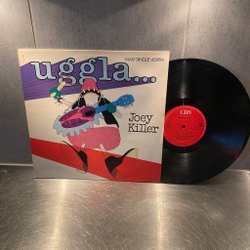 MAXI SINGLE 45RPM
uggla...
Joey
Killer
CBS